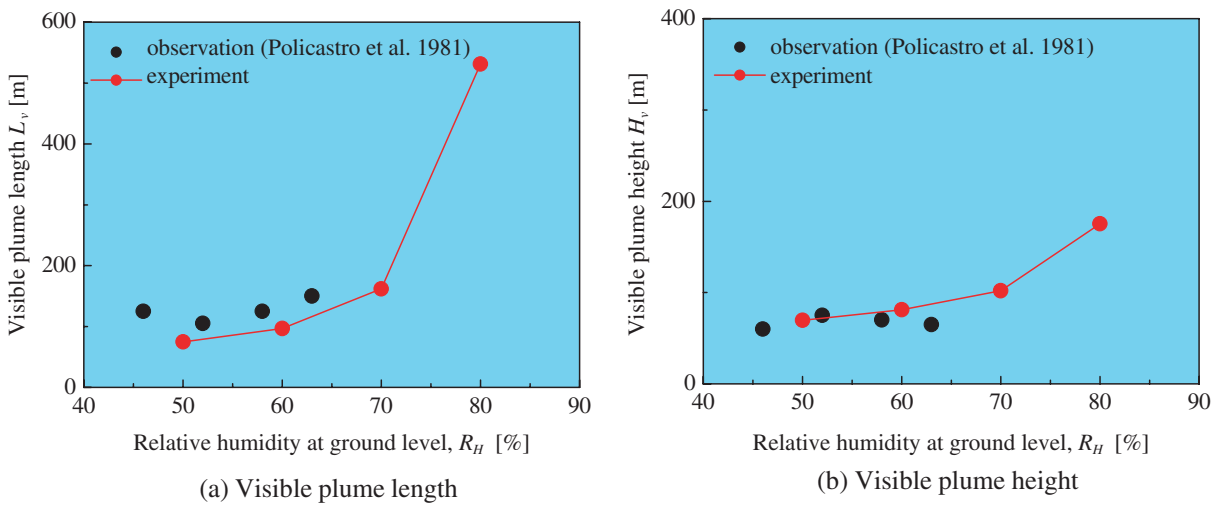 600
400
200
0
40
50
60
70
80
90
Visible plume length L_v [m]
observation (Policastro et al. 1981)
experiment
Relative humidity at ground level, R_H [%]
(a) Visible plume length
400
200
0
40
50
60
70
80
90
Visible plume height H_v [m]
observation (Policastro et al. 1981)
experiment
Relative humidity at ground level, R_H [%]
(b) Visible plume height